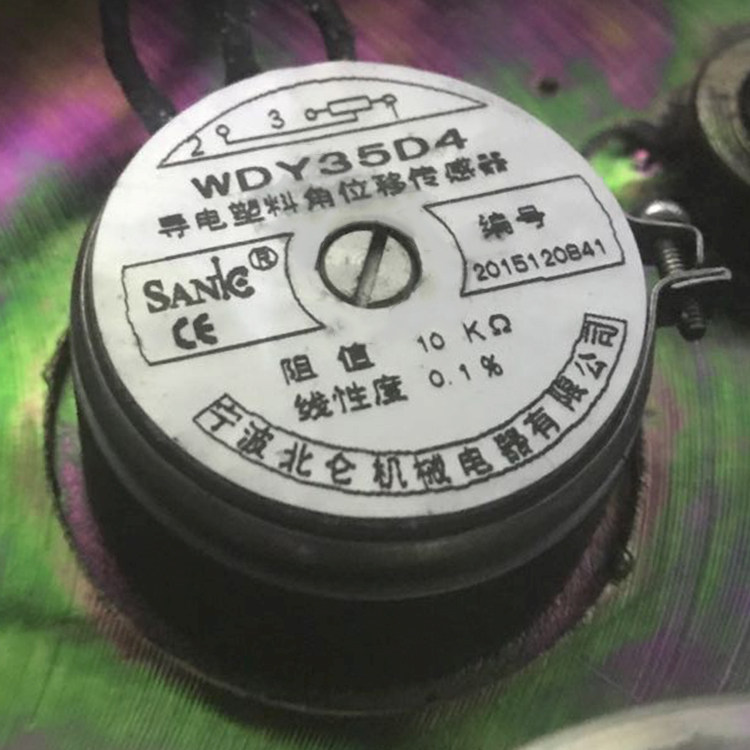 2 3
WDY35D4
导电塑料角位移传感器
SANIC®
CE
编号
2015120841
阻值 10 KΩ
线性度 0.1%
宁波北仑机械电器有限公司